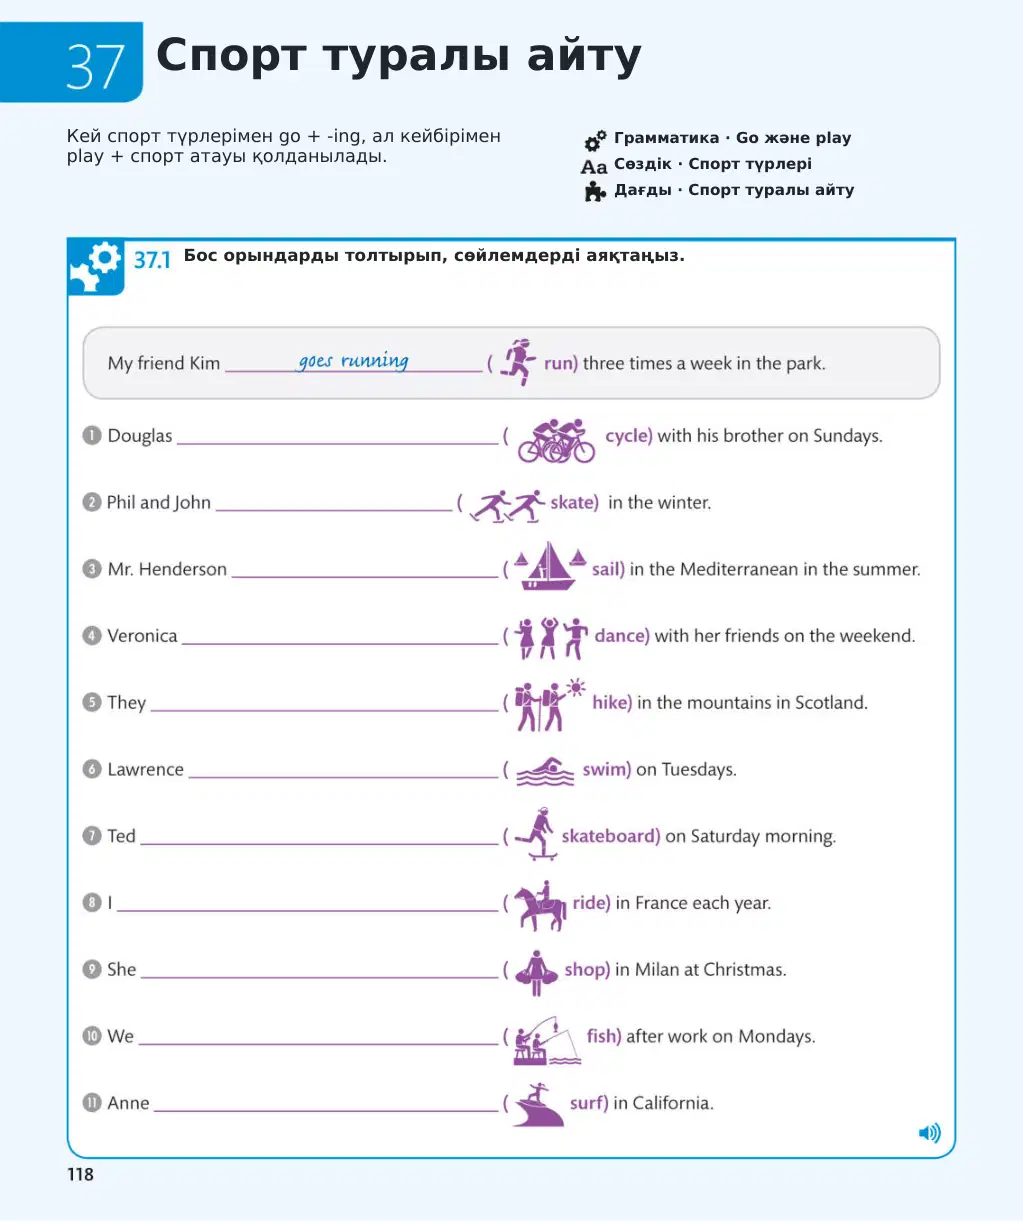 37 Спорт туралы айту
Кей спорт түрлерімен go + -ing, ал кейбірімен
play + спорт атауы қолданылады.
Грамматика · Go және play
Aa Сөздік · Спорт түрлері
Дағды · Спорт туралы айту
37.1 Бос орындарды толтырып, сөйлемдерді аяқтаңыз.
My friend Kim goes running ( run) three times a week in the park.
1 Douglas ( cycle) with his brother on Sundays.
2 Phil and John ( skate) in the winter.
3 Mr. Henderson ( sail) in the Mediterranean in the summer.
4 Veronica ( dance) with her friends on the weekend.
5 They ( hike) in the mountains in Scotland.
6 Lawrence ( swim) on Tuesdays.
7 Ted ( skateboard) on Saturday morning.
8 I ( ride) in France each year.
9 She ( shop) in Milan at Christmas.
10 We ( fish) after work on Mondays.
11 Anne ( surf) in California.
118